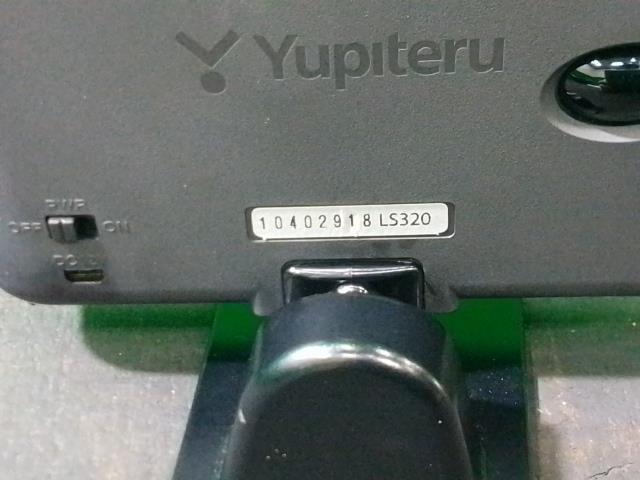 Yupiteru
PWR
OFF ON
10402918 LS320